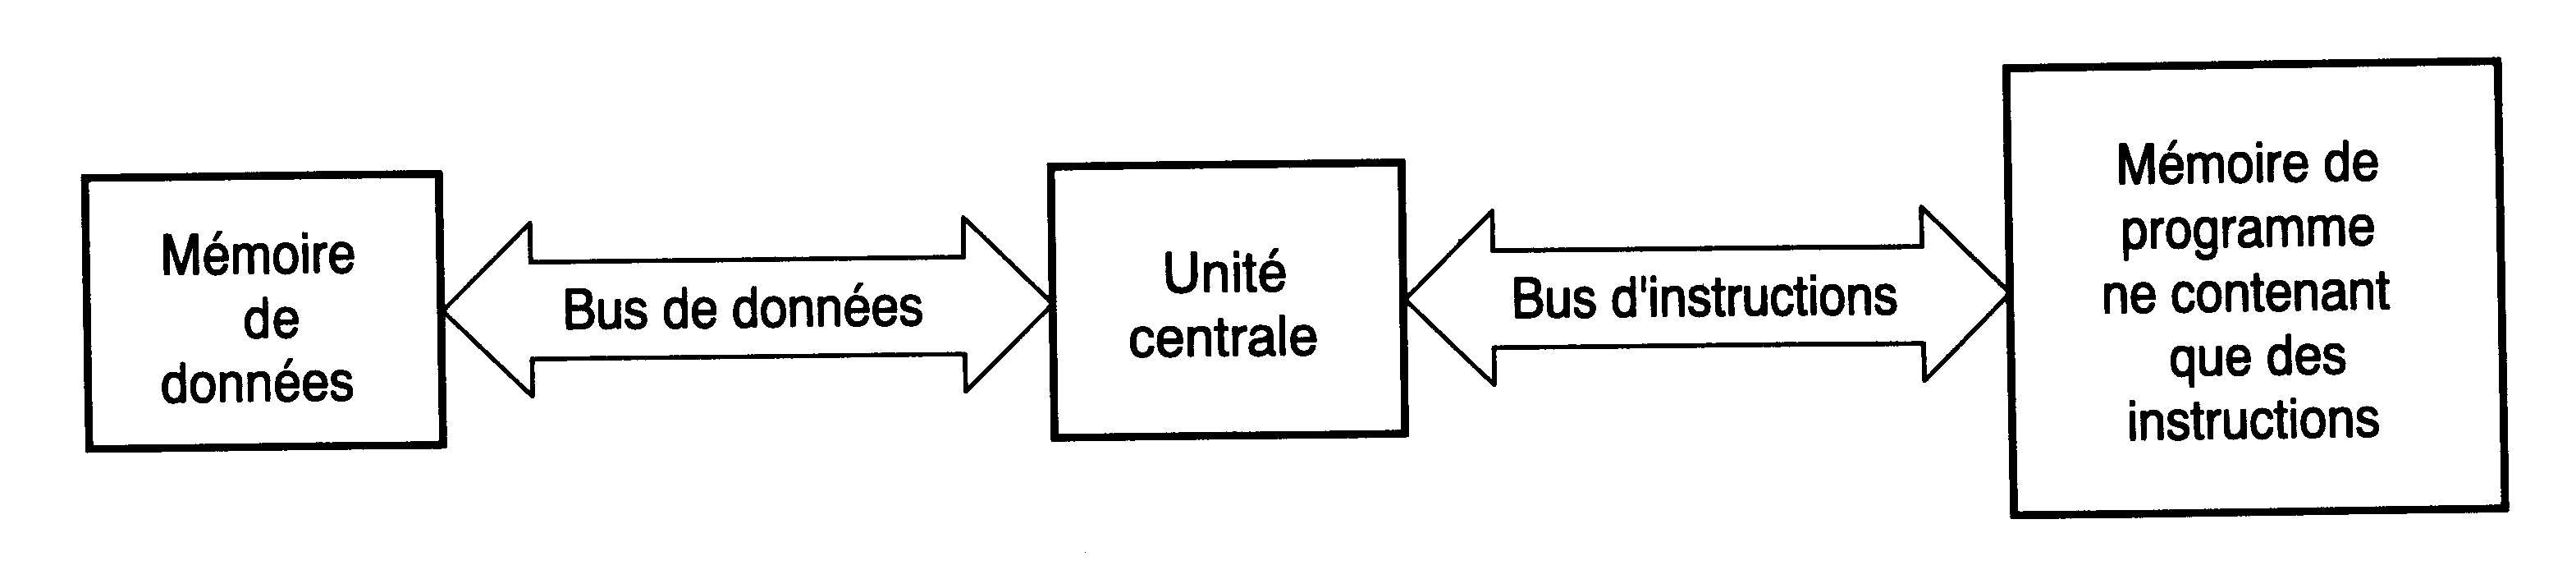 Mémoire
de
données
Bus de données
Unité
centrale
Bus d'instructions
Mémoire de
programme
ne contenant
que des
instructions